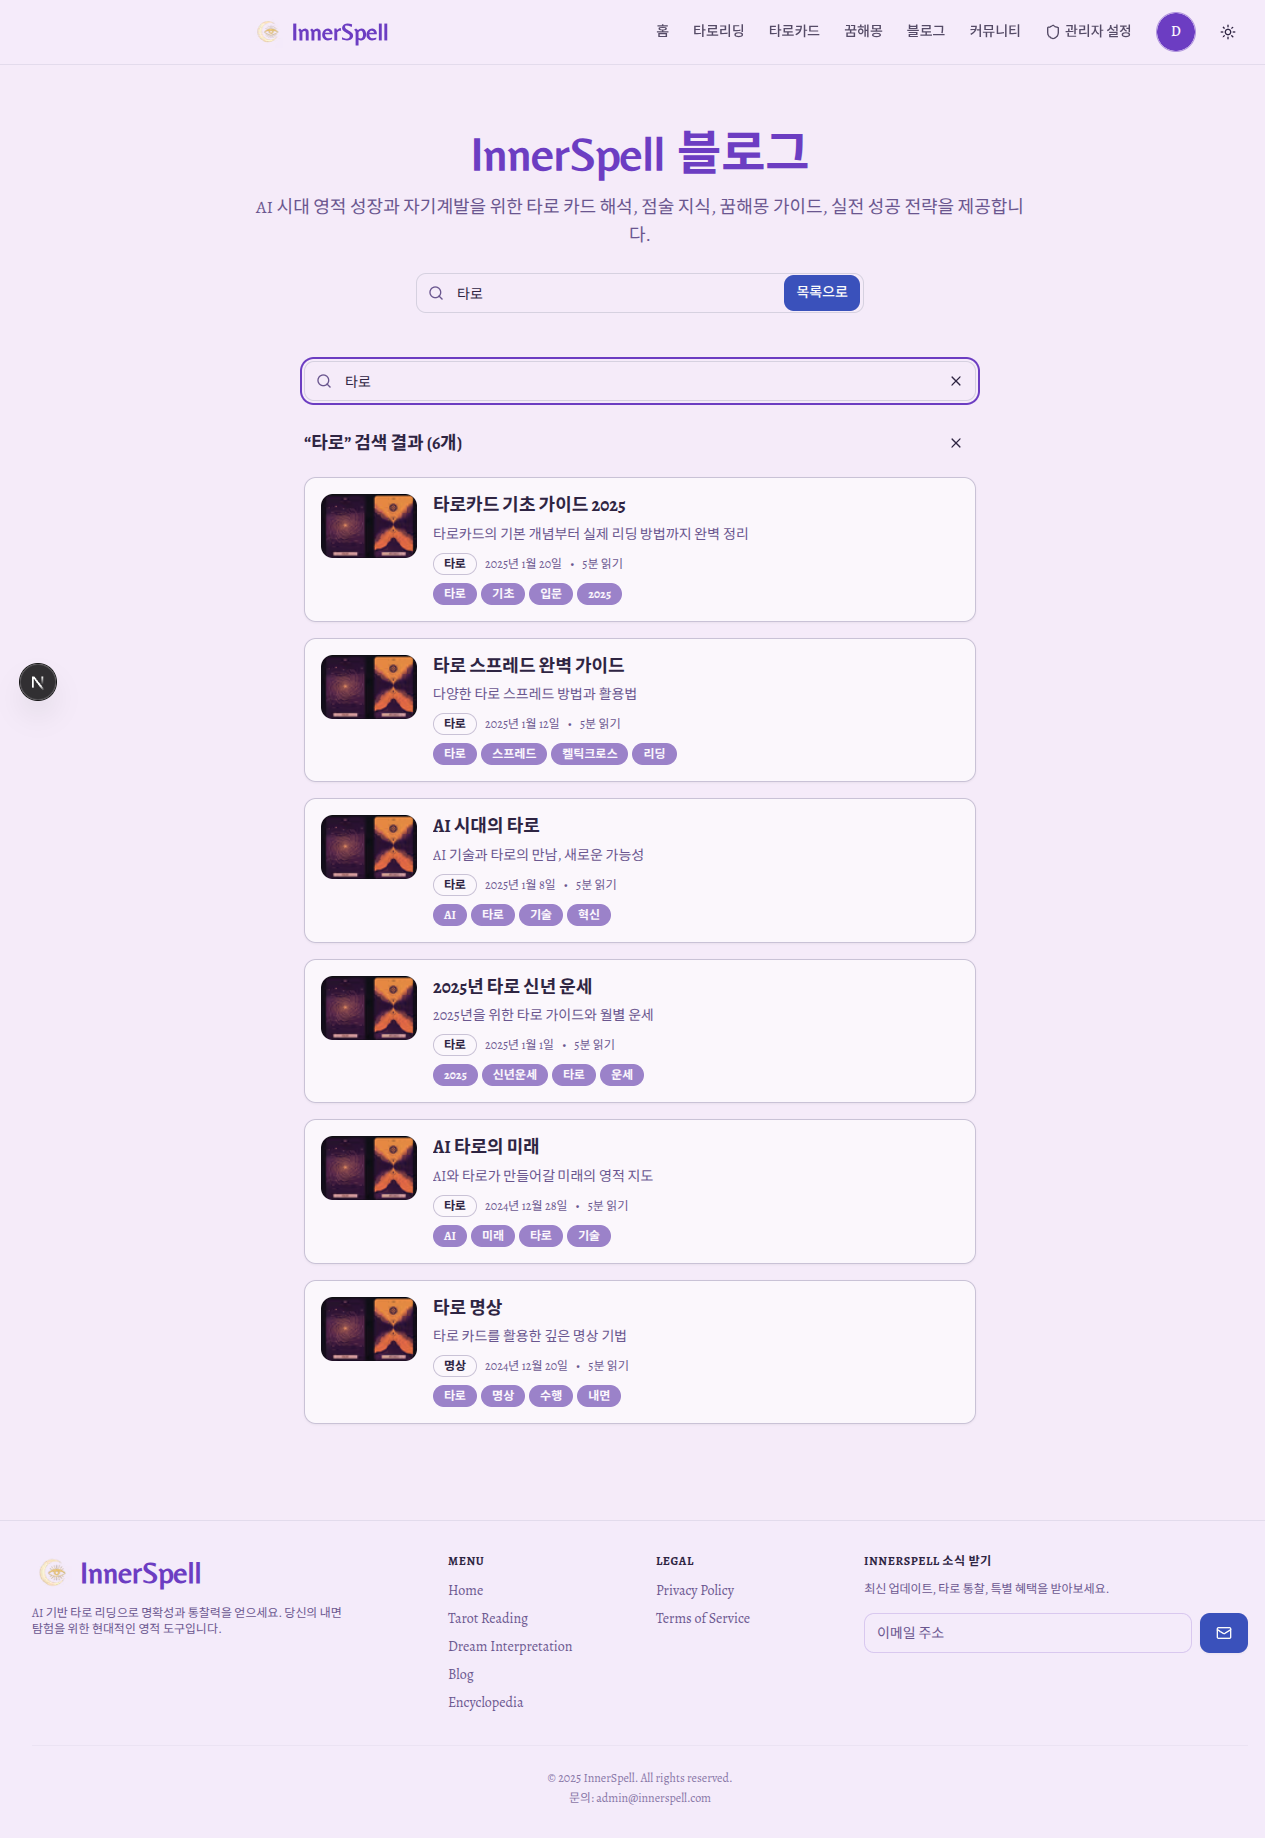 InnerSpell
홈 타로리딩 타로카드 꿈해몽 블로그 커뮤니티 관리자 설정 D
InnerSpell 블로그
AI 시대 영적 성장과 자기계발을 위한 타로 카드 해석, 점술 지식, 꿈해몽 가이드, 실전 성공 전략을 제공합니
다.
타로 목록으로
타로
“타로” 검색 결과 (6개)
타로카드 기초 가이드 2025
타로카드의 기본 개념부터 실제 리딩 방법까지 완벽 정리
타로 2025년 1월 20일 • 5분 읽기
타로 기초 입문 2025
타로 스프레드 완벽 가이드
다양한 타로 스프레드 방법과 활용법
타로 2025년 1월 12일 • 5분 읽기
타로 스프레드 켈틱크로스 리딩
AI 시대의 타로
AI 기술과 타로의 만남, 새로운 가능성
타로 2025년 1월 8일 • 5분 읽기
AI 타로 기술 혁신
2025년 타로 신년 운세
2025년을 위한 타로 가이드와 월별 운세
타로 2025년 1월 1일 • 5분 읽기
2025 신년운세 타로 운세
AI 타로의 미래
AI와 타로가 만들어갈 미래의 영적 지도
타로 2024년 12월 28일 • 5분 읽기
AI 미래 타로 기술
타로 명상
타로 카드를 활용한 깊은 명상 기법
명상 2024년 12월 20일 • 5분 읽기
타로 명상 수행 내면
N
InnerSpell
AI 기반 타로 리딩으로 명확성과 통찰력을 얻으세요. 당신의 내면
탐험을 위한 현대적인 영적 도구입니다.
MENU
Home
Tarot Reading
Dream Interpretation
Blog
Encyclopedia
LEGAL
Privacy Policy
Terms of Service
INNERSPELL 소식 받기
최신 업데이트, 타로 통찰, 특별 혜택을 받아보세요.
이메일 주소
© 2025 InnerSpell. All rights reserved.
문의: admin@innerspell.com